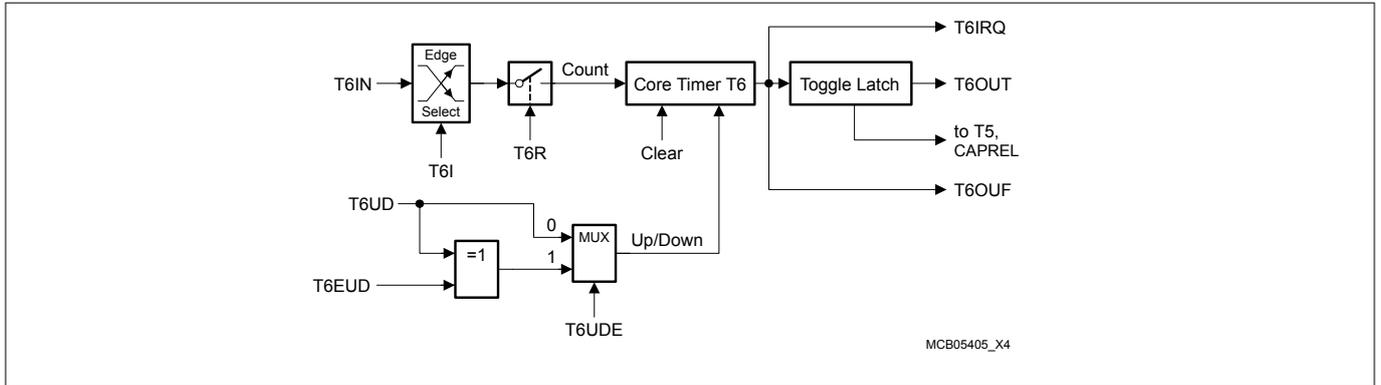 T6IRQ
Edge
Select
T6IN
Count
Core Timer T6
Toggle Latch
T6OUT
T6I
T6R
Clear
to T5,
CAPREL
T6UD
T6OUF
0
MUX
Up/Down
=1
1
T6EUD
T6UDE
MCB05405_X4